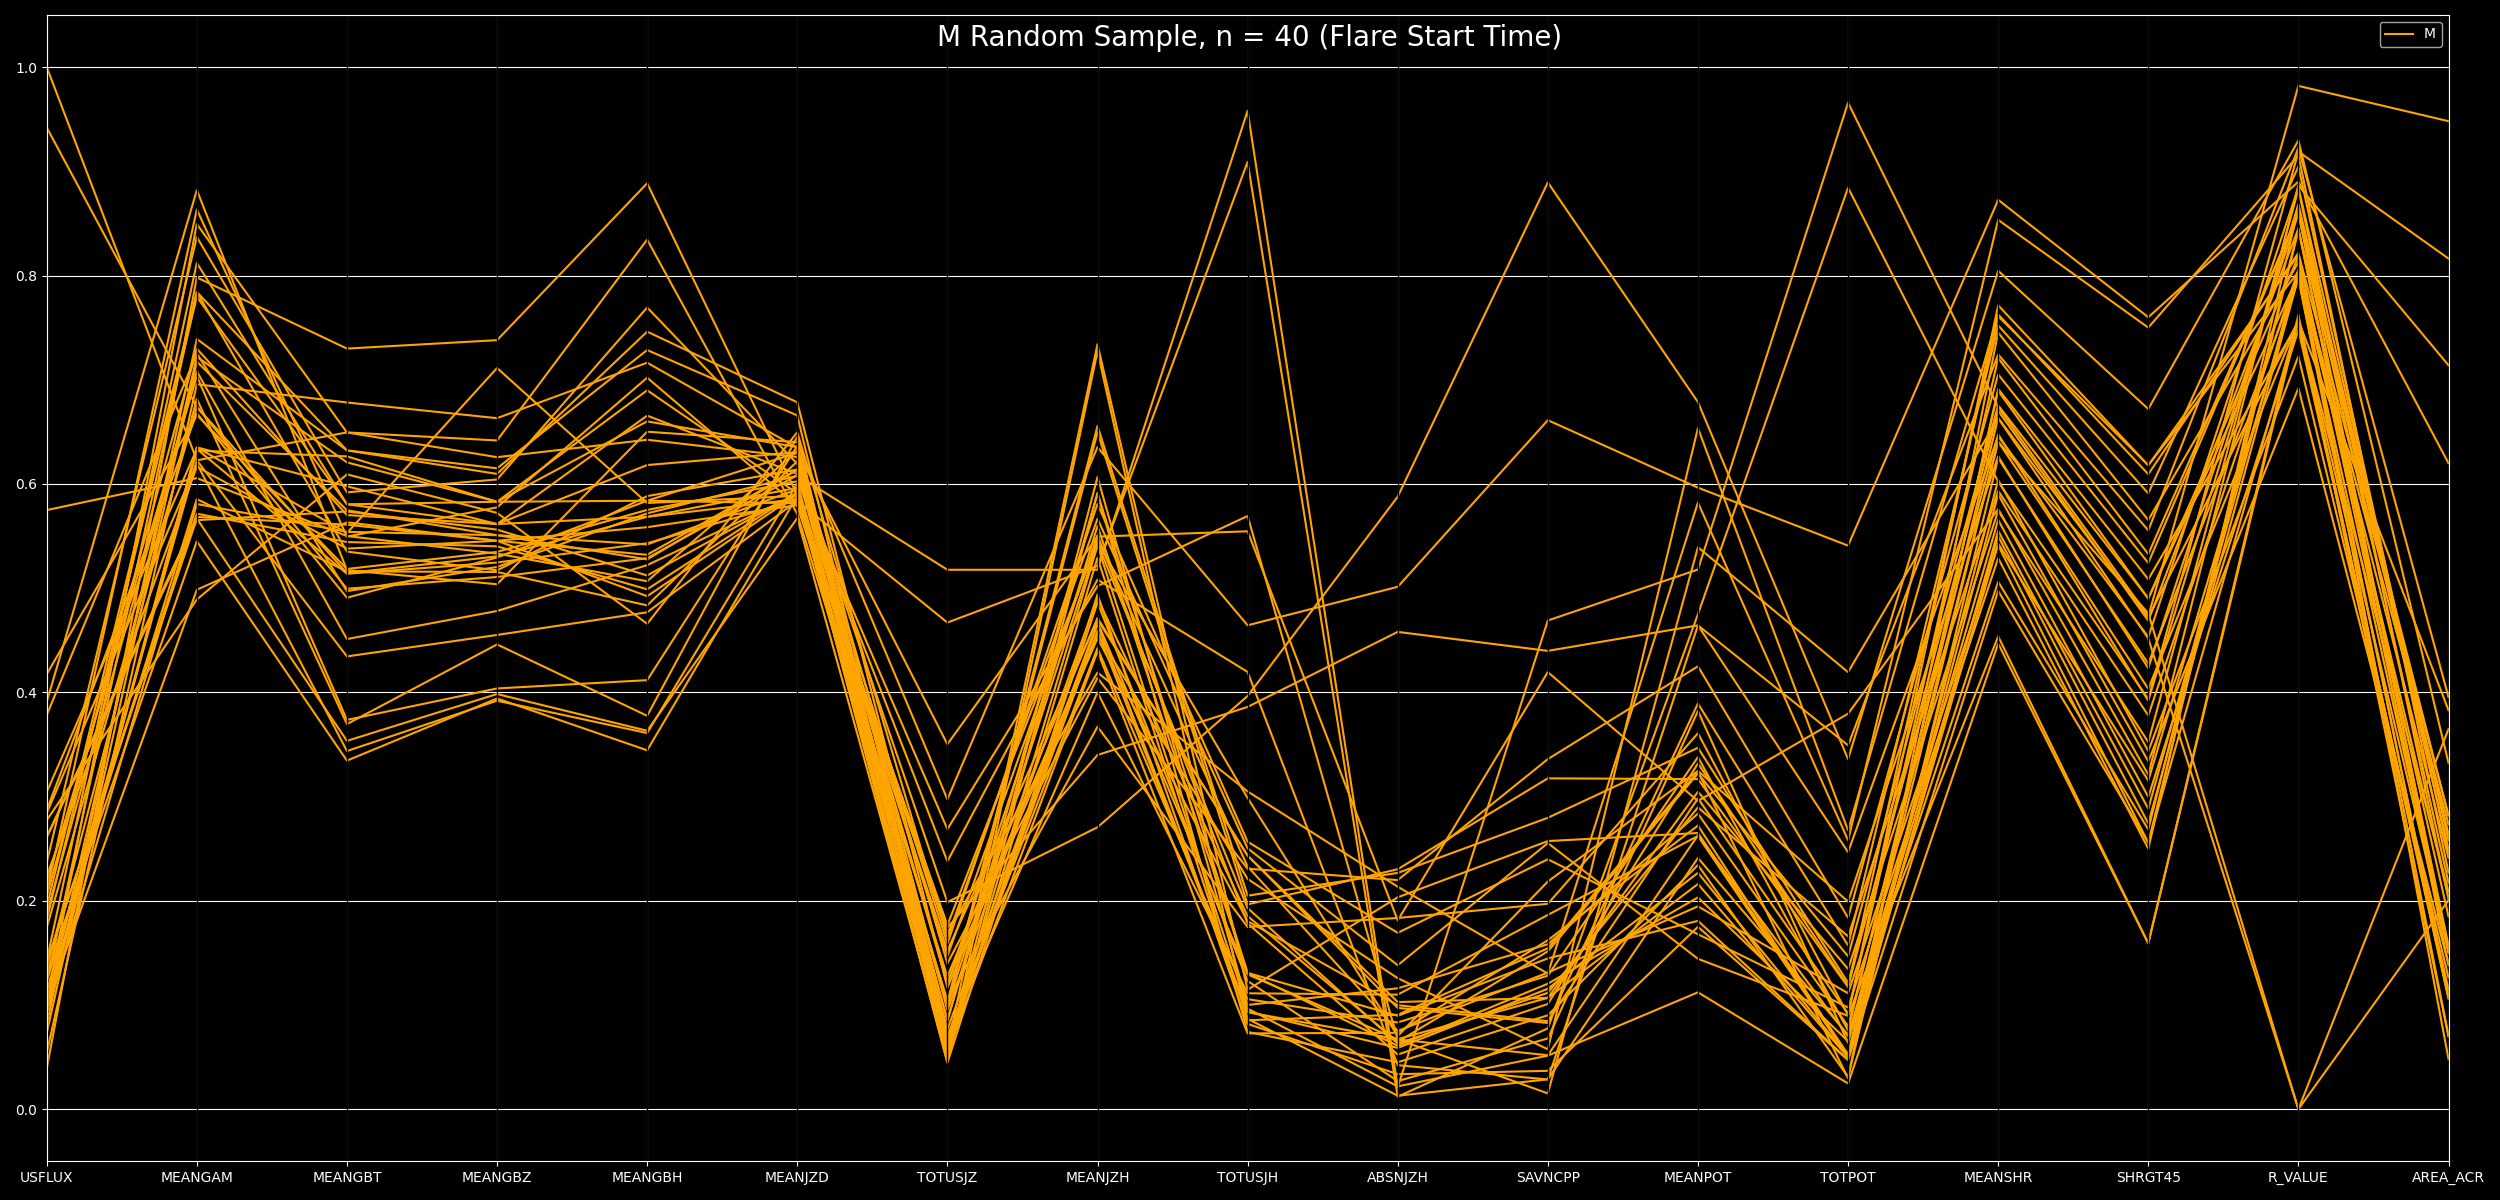 M Random Sample, n = 40 (Flare Start Time)
M
1.0
0.8
0.6
0.4
0.2
0.0
USFLUX MEANGAM MEANGBT MEANGBZ MEANGBH MEANJZD TOTUSJZ MEANJZH TOTUSJH ABSNJZH SAVNCPP MEANPOT TOTPOT MEANSHR SHRGT45 R_VALUE AREA_ACR